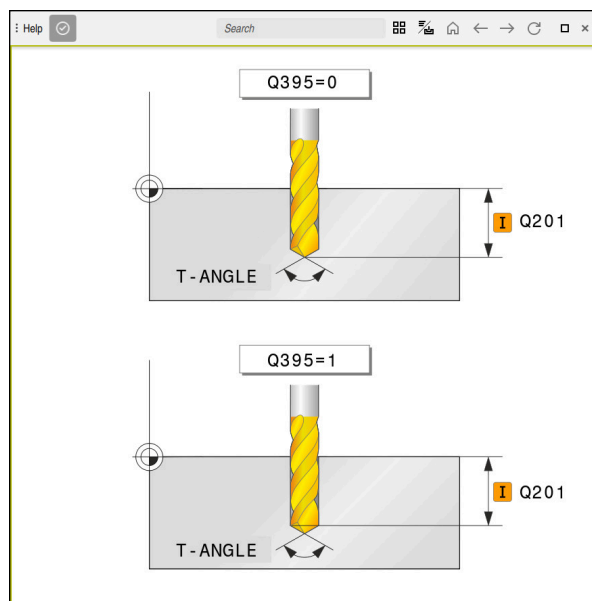 Help
Search
Q395=0
I Q201
T-ANGLE
Q395=1
I Q201
T-ANGLE